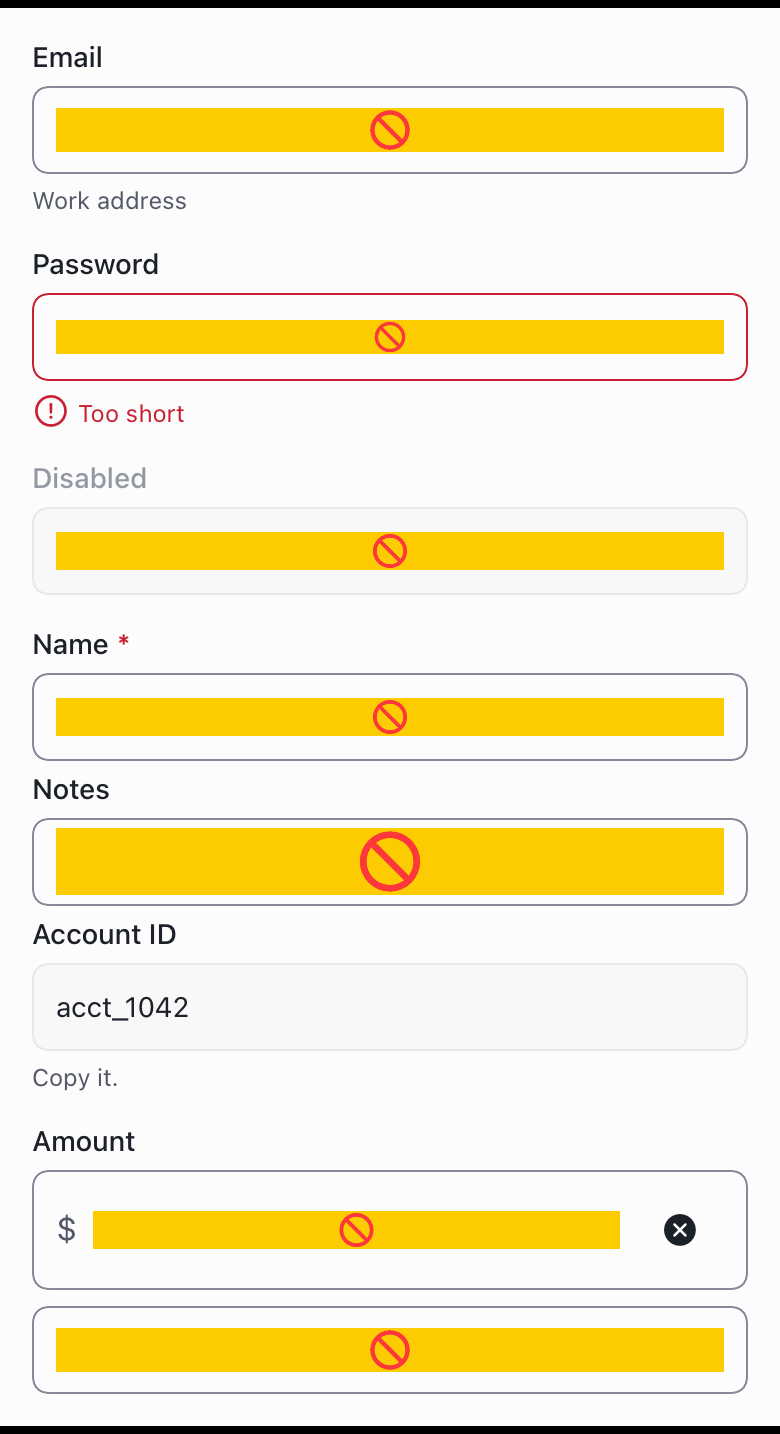 Email
Work address
Password
Too short
Disabled
Name *
Notes
Account ID
acct_1042
Copy it.
Amount
$